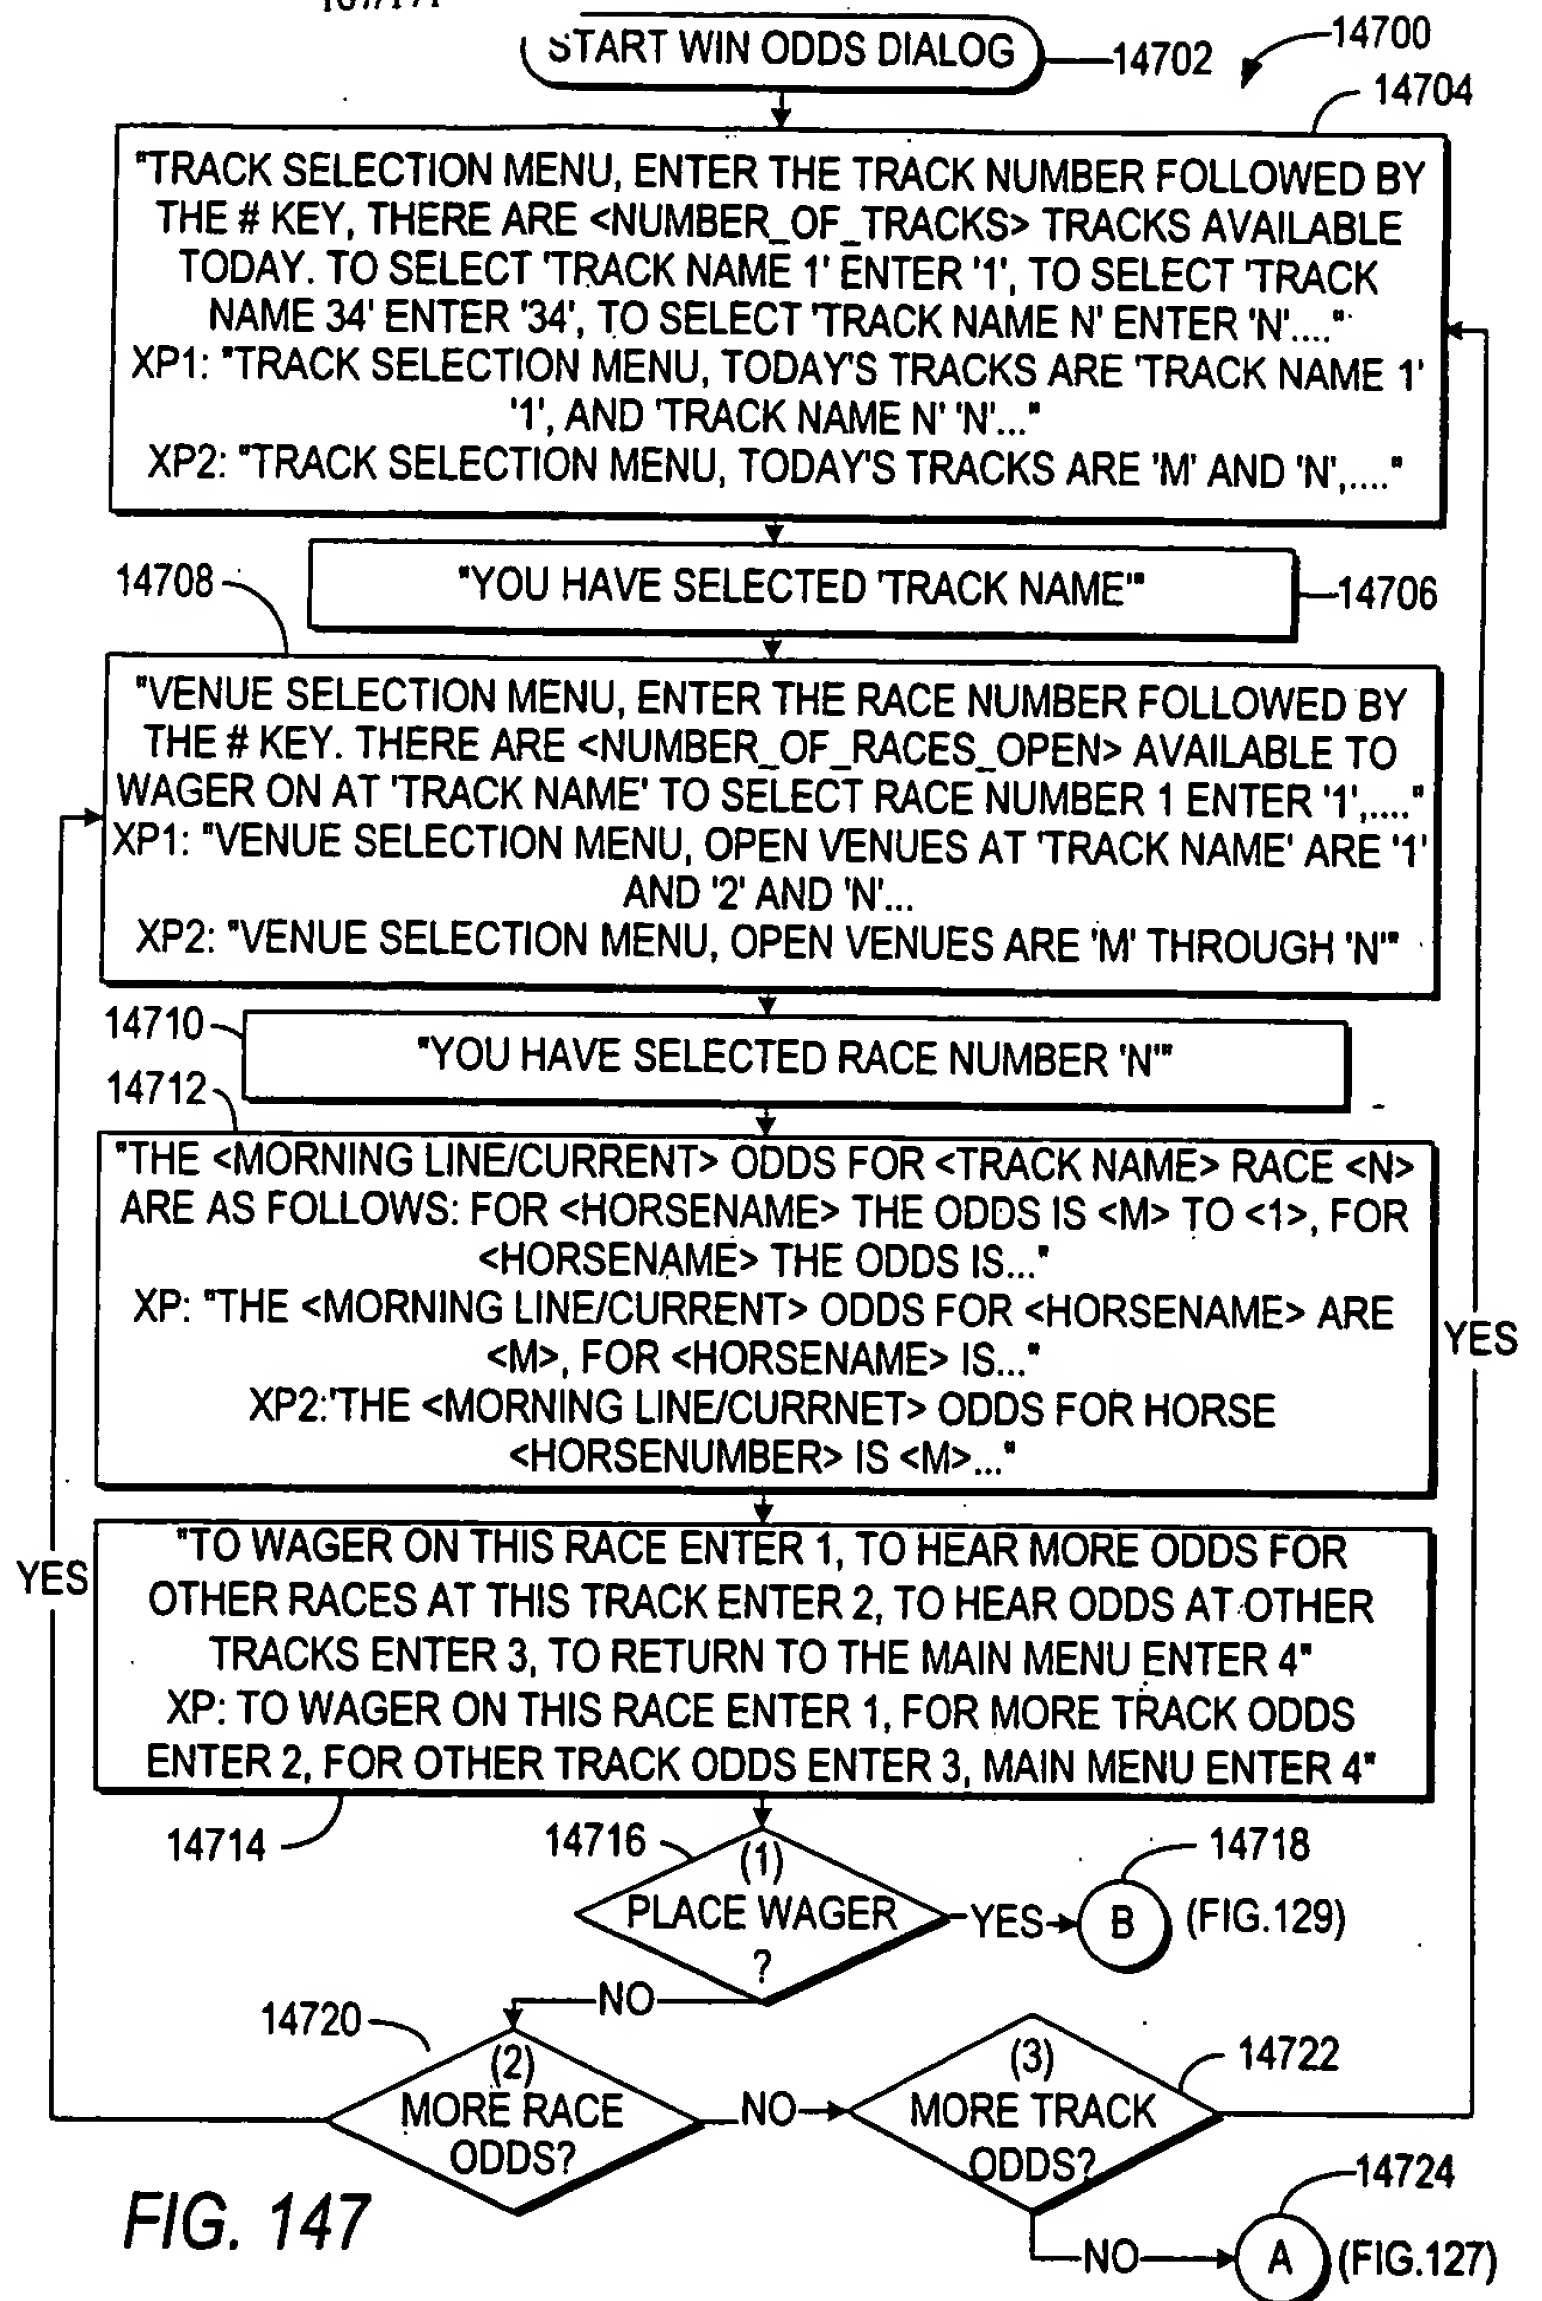 START WIN ODDS DIALOG
14702
14700
14704
"TRACK SELECTION MENU, ENTER THE TRACK NUMBER FOLLOWED BY
THE # KEY, THERE ARE <NUMBER_OF_TRACKS> TRACKS AVAILABLE
TODAY. TO SELECT 'TRACK NAME 1' ENTER '1', TO SELECT 'TRACK
NAME 34' ENTER '34', TO SELECT 'TRACK NAME N' ENTER 'N'...."
XP1: "TRACK SELECTION MENU, TODAY'S TRACKS ARE 'TRACK NAME 1'
'1', AND 'TRACK NAME N' 'N'..."
XP2: "TRACK SELECTION MENU, TODAY'S TRACKS ARE 'M' AND 'N',...."
14708
"YOU HAVE SELECTED 'TRACK NAME'"
14706
"VENUE SELECTION MENU, ENTER THE RACE NUMBER FOLLOWED BY
THE # KEY. THERE ARE <NUMBER_OF_RACES_OPEN> AVAILABLE TO
WAGER ON AT 'TRACK NAME' TO SELECT RACE NUMBER 1 ENTER '1',...."
XP1: "VENUE SELECTION MENU, OPEN VENUES AT 'TRACK NAME' ARE '1'
AND '2' AND 'N'...
XP2: "VENUE SELECTION MENU, OPEN VENUES ARE 'M' THROUGH 'N'"
14710
"YOU HAVE SELECTED RACE NUMBER 'N'"
14712
"THE <MORNING LINE/CURRENT> ODDS FOR <TRACK NAME> RACE <N>
ARE AS FOLLOWS: FOR <HORSENAME> THE ODDS IS <M> TO <1>, FOR
<HORSENAME> THE ODDS IS..."
XP: "THE <MORNING LINE/CURRENT> ODDS FOR <HORSENAME> ARE
<M>, FOR <HORSENAME> IS..."
XP2:'THE <MORNING LINE/CURRNET> ODDS FOR HORSE
<HORSENUMBER> IS <M>..."
YES
YES
"TO WAGER ON THIS RACE ENTER 1, TO HEAR MORE ODDS FOR
OTHER RACES AT THIS TRACK ENTER 2, TO HEAR ODDS AT OTHER
TRACKS ENTER 3, TO RETURN TO THE MAIN MENU ENTER 4"
XP: TO WAGER ON THIS RACE ENTER 1, FOR MORE TRACK ODDS
ENTER 2, FOR OTHER TRACK ODDS ENTER 3, MAIN MENU ENTER 4"
14714
14716
(1)
PLACE WAGER
?
YES
B
14718
(FIG.129)
NO
14720
(2)
MORE RACE
ODDS?
NO
(3)
MORE TRACK
ODDS?
14722
14724
NO
A
(FIG.127)
FIG. 147